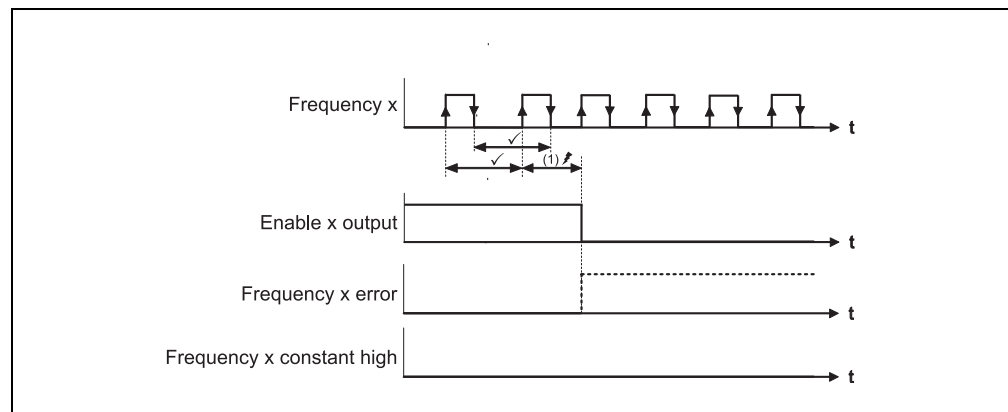 Frequency x
t
✓
✓
(1)
Enable x output
t
Frequency x error
t
Frequency x constant high
t